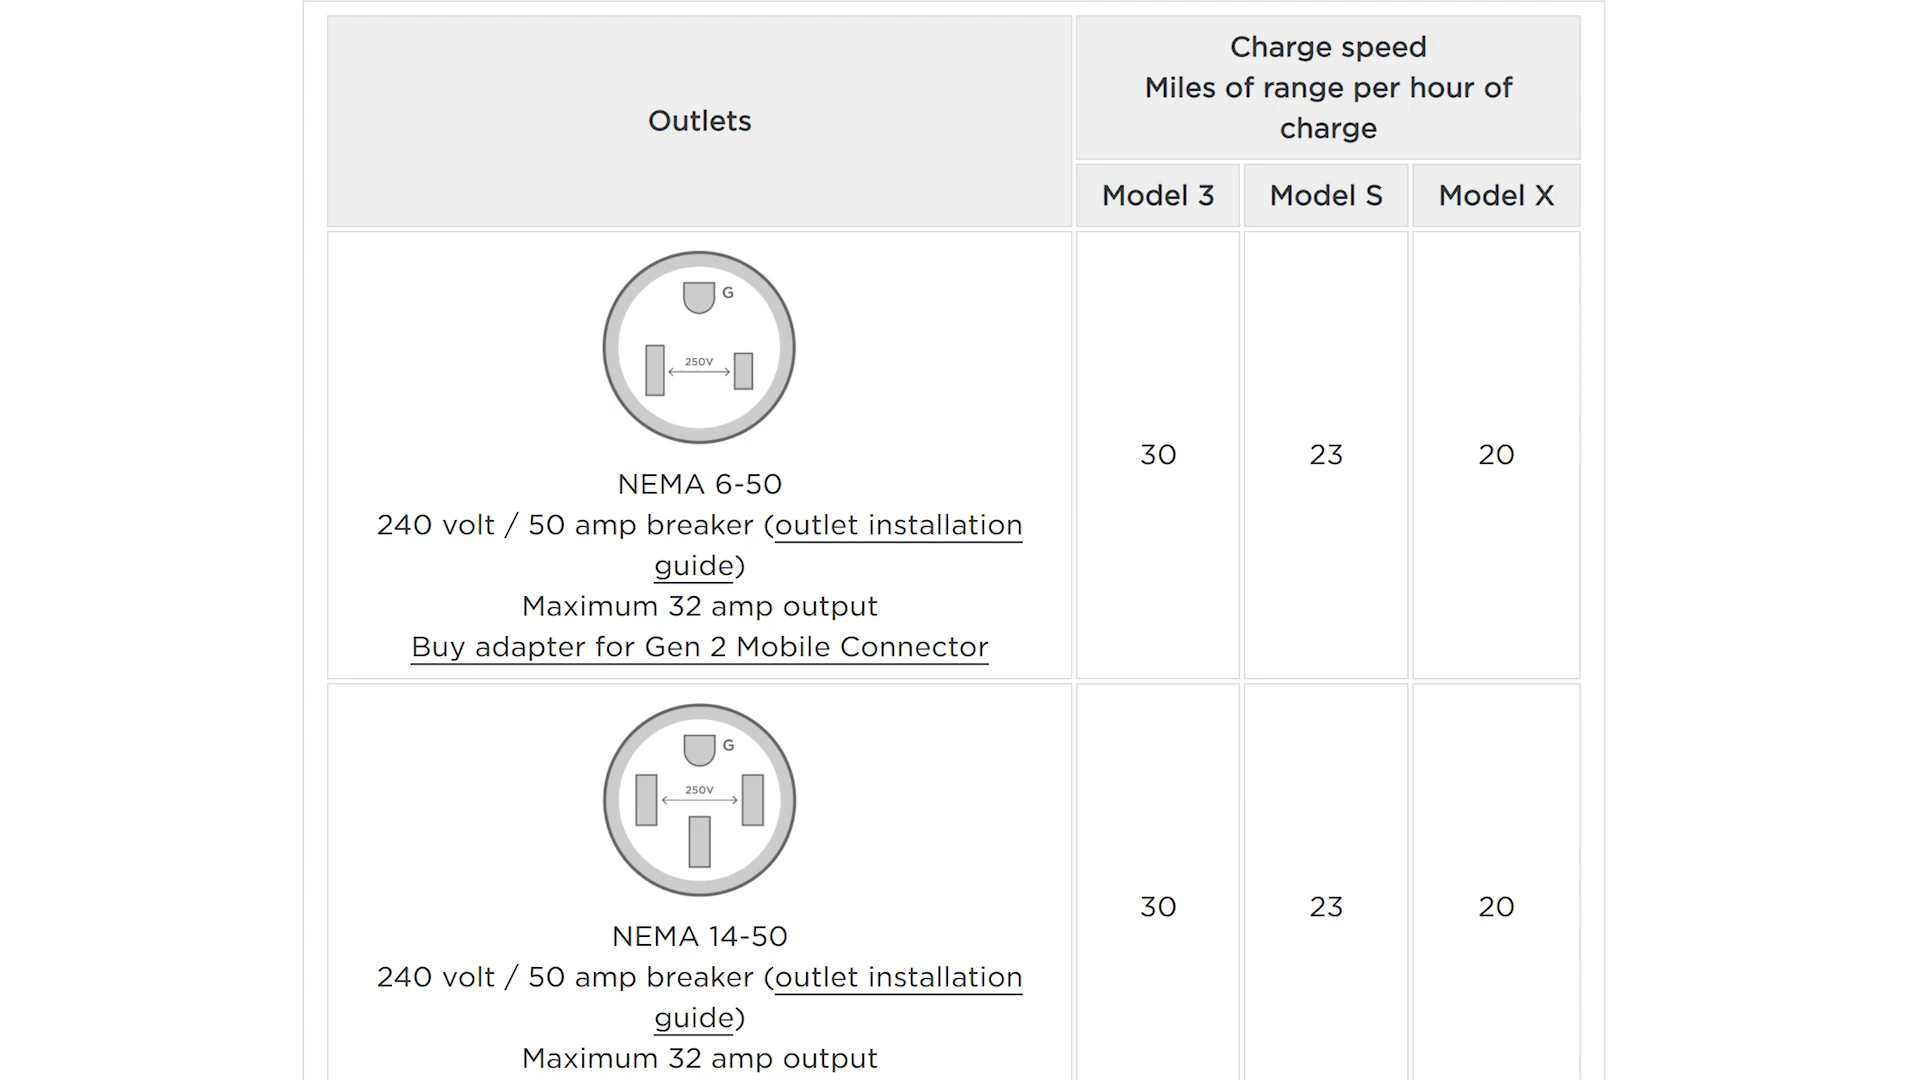 Outlets
Charge speed
Miles of range per hour of
charge
Model 3
Model S
Model X
G
250V
NEMA 6-50
240 volt / 50 amp breaker (outlet installation
guide)
Maximum 32 amp output
Buy adapter for Gen 2 Mobile Connector
30
23
20
G
250V
NEMA 14-50
240 volt / 50 amp breaker (outlet installation
guide)
Maximum 32 amp output
30
23
20